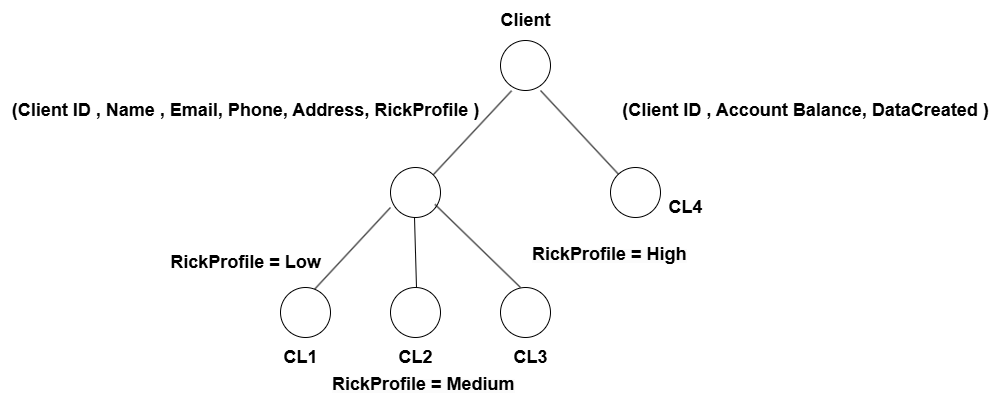 Client
(Client ID , Name , Email, Phone, Address, RickProfile )
(Client ID , Account Balance, DataCreated )
CL4
RickProfile = High
RickProfile = Low
CL1
CL2
CL3
RickProfile = Medium